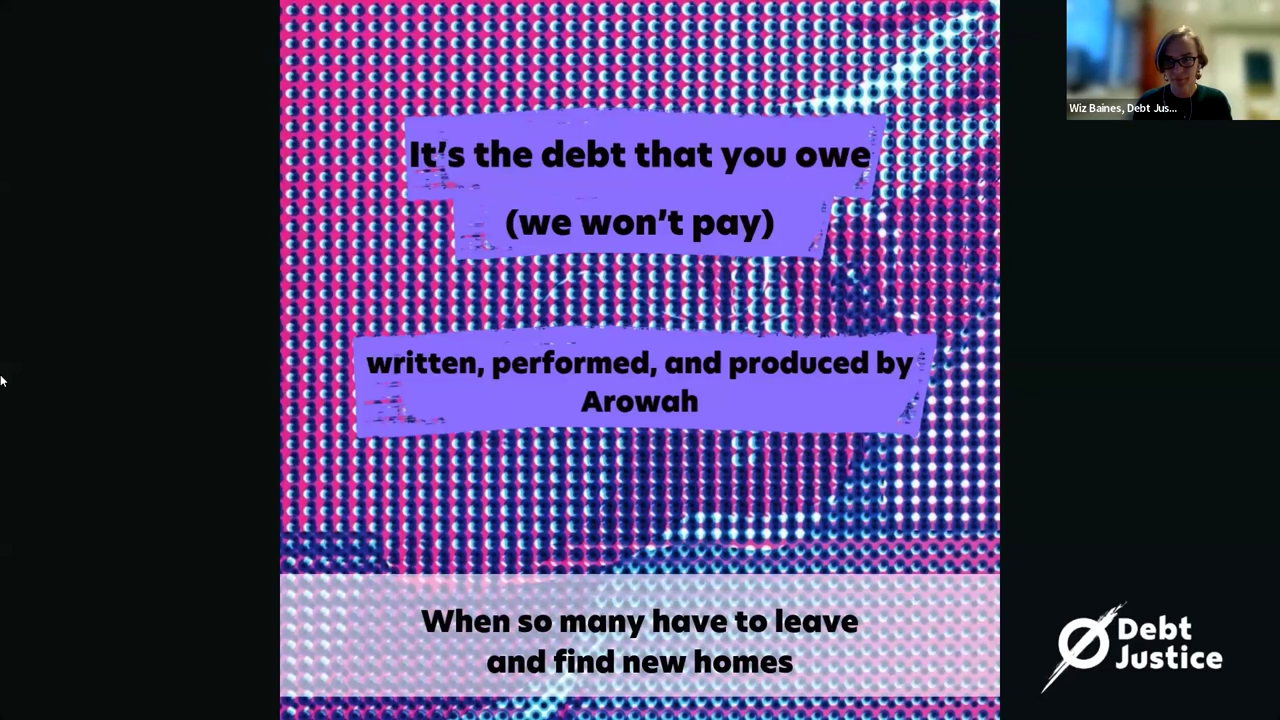 It's the debt that you owe
(we won't pay)
written, performed, and produced by
Arowah
When so many have to leave
and find new homes
Wiz Baines, Debt Jus...
Debt
Justice